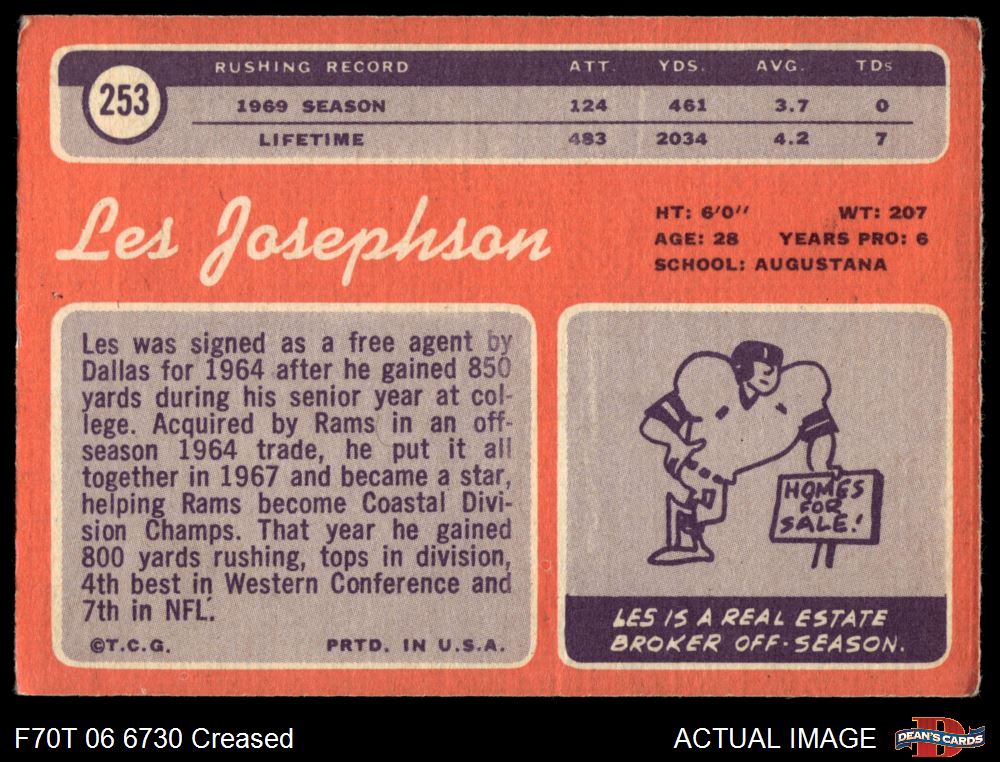 253
RUSHING RECORD ATT. YDS. AVG. TDs
1969 SEASON 124 461 3.7 0
LIFETIME 483 2034 4.2 7
Les Josephson
HT: 6'0" WT: 207
AGE: 28 YEARS PRO: 6
SCHOOL: AUGUSTANA
Les was signed as a free agent by
Dallas for 1964 after he gained 850
yards during his senior year at col-
lege. Acquired by Rams in an off-
season 1964 trade, he put it all
together in 1967 and became a star,
helping Rams become Coastal Divi-
sion Champs. That year he gained
800 yards rushing, tops in division,
4th best in Western Conference and
7th in NFL.
©T.C.G. PRTD. IN U.S.A.
HOMES
FOR
SALE!
LES IS A REAL ESTATE
BROKER OFF-SEASON.
F70T 06 6730 Creased
ACTUAL IMAGE
D
DEAN'S CARDS